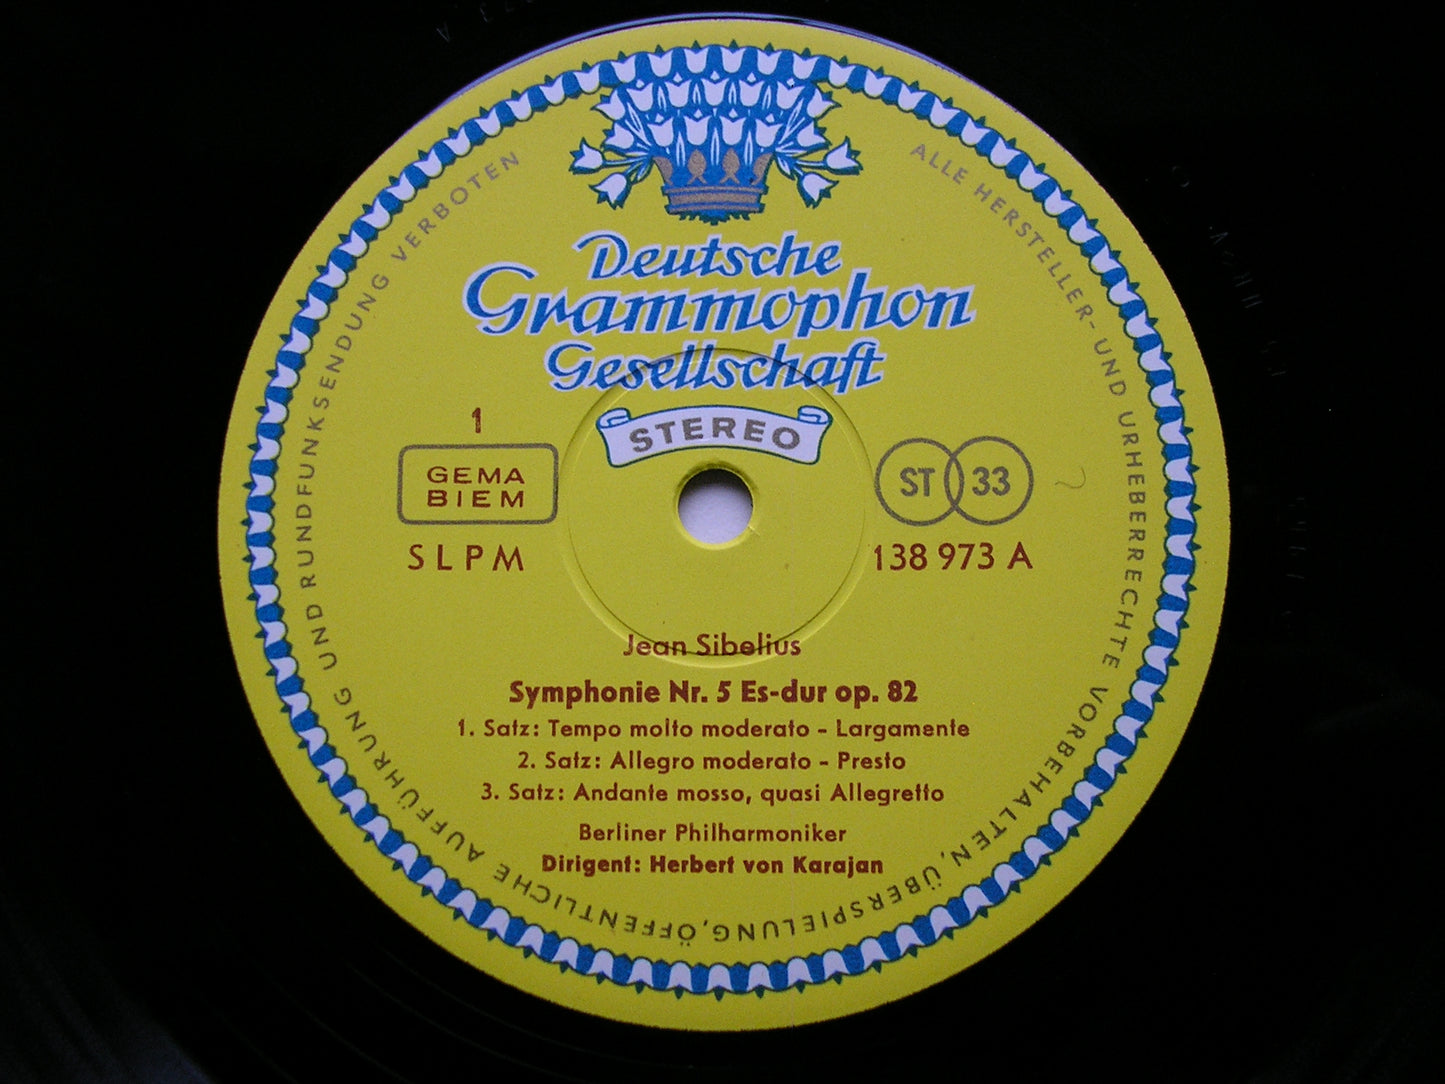 Deutsche
Grammophon
Gesellschaft
STEREO
1
GEMA
BIEM
ST 33
SLPM
138 973 A
Jean Sibelius
Symphonie Nr. 5 Es-dur op. 82
1. Satz: Tempo molto moderato - Largamente
2. Satz: Allegro moderato - Presto
3. Satz: Andante mosso, quasi Allegretto
Berliner Philharmoniker
Dirigent: Herbert von Karajan
ALLE HERSTELLER- UND URHEBERRECHTE VORBEHALTEN, ÜBERSPIELUNG, ÖFFENTLICHE AUFFÜHRUNG UND RUNDFUNKSENDUNG VERBOTEN